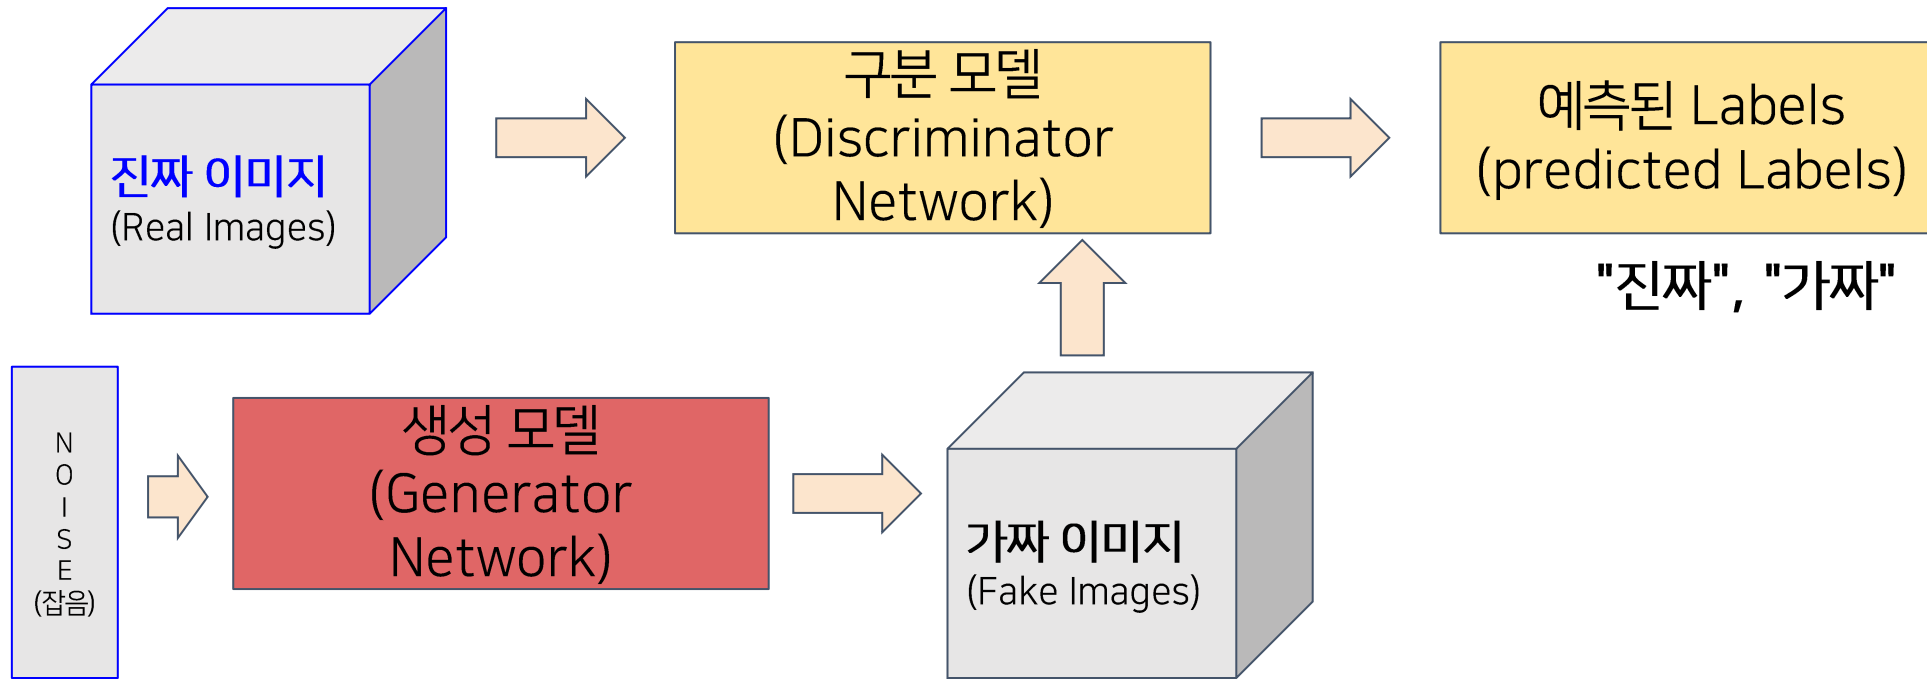 진짜 이미지
(Real Images)
구분 모델
(Discriminator
Network)
예측된 Labels
(predicted Labels)
"진짜", "가짜"
N
O
I
S
E
(잡음)
생성 모델
(Generator
Network)
가짜 이미지
(Fake Images)